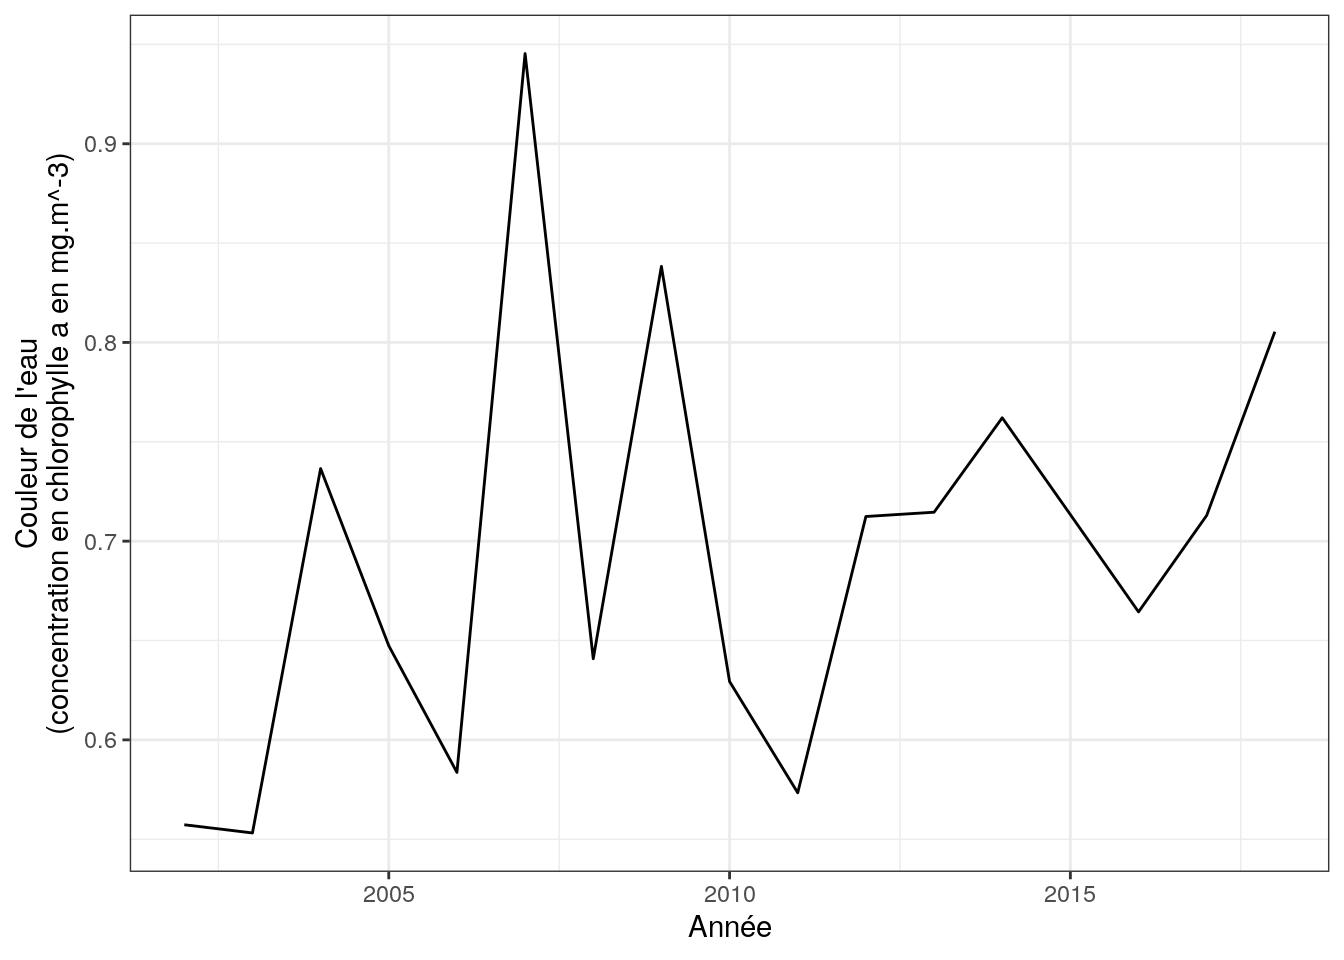 Couleur de l'eau
(concentration en chlorophylle a en mg.m^-3)
0.9
0.8
0.7
0.6
2005
2010
2015
Année